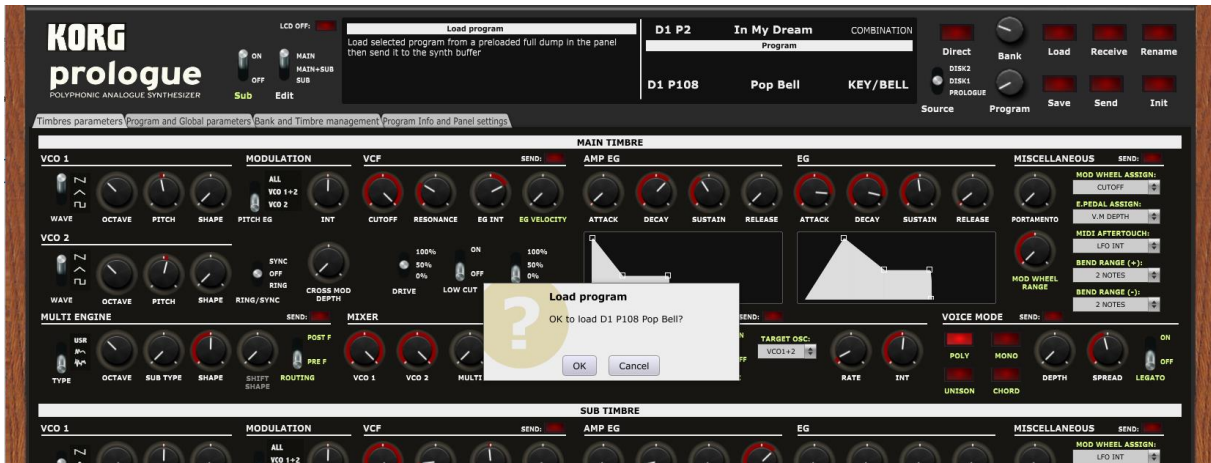 KORG
prologue
POLYPHONIC ANALOGUE SYNTHESIZER
LCD OFF:
ON
OFF
Sub
MAIN
MAIN+SUB
SUB
Edit
Load program
Load selected program from a preloaded full dump in the panel
then send it to the synth buffer
D1 P2 In My Dream COMBINATION
Program
D1 P108 Pop Bell KEY/BELL
Direct
DISK2
DISK1
PROLOGUE
Source
Bank
Program
Load Receive Rename
Save Send Init
Timbres parameters Program and Global parameters Bank and Timbre management Program Info and Panel settings
MAIN TIMBRE
VCO 1
WAVE OCTAVE PITCH SHAPE
MODULATION
ALL
VCO 1+2
VCO 2
PITCH EG INT
VCF SEND:
CUTOFF RESONANCE EG INT EG VELOCITY
AMP EG
ATTACK DECAY SUSTAIN RELEASE
EG
ATTACK DECAY SUSTAIN RELEASE
MISCELLANEOUS SEND:
PORTAMENTO
MOD WHEEL ASSIGN:
CUTOFF
E.PEDAL ASSIGN:
V.M DEPTH
MIDI AFTERTOUCH:
LFO INT
BEND RANGE (+):
2 NOTES
BEND RANGE (-):
2 NOTES
MOD WHEEL
RANGE
VCO 2
WAVE OCTAVE PITCH SHAPE
SYNC
OFF
RING
RING/SYNC
CROSS MOD
DEPTH
100%
50%
0%
DRIVE
ON
OFF
LOW CUT
100%
50%
0%
Load program
OK to load D1 P108 Pop Bell?
OK Cancel
MULTI ENGINE SEND:
USR
TYPE OCTAVE SUB TYPE SHAPE
SHIFT
SHAPE
POST F
PRE F
ROUTING
MIXER
VCO 1 VCO 2 MULTI
SEND:
TARGET OSC:
VCO1+2
RATE INT
VOICE MODE SEND:
POLY MONO
UNISON CHORD
DEPTH SPREAD
ON
OFF
LEGATO
SUB TIMBRE
VCO 1
MODULATION
ALL
VCO 1+2
VCF SEND:
AMP EG
EG
MISCELLANEOUS SEND:
MOD WHEEL ASSIGN:
LFO INT